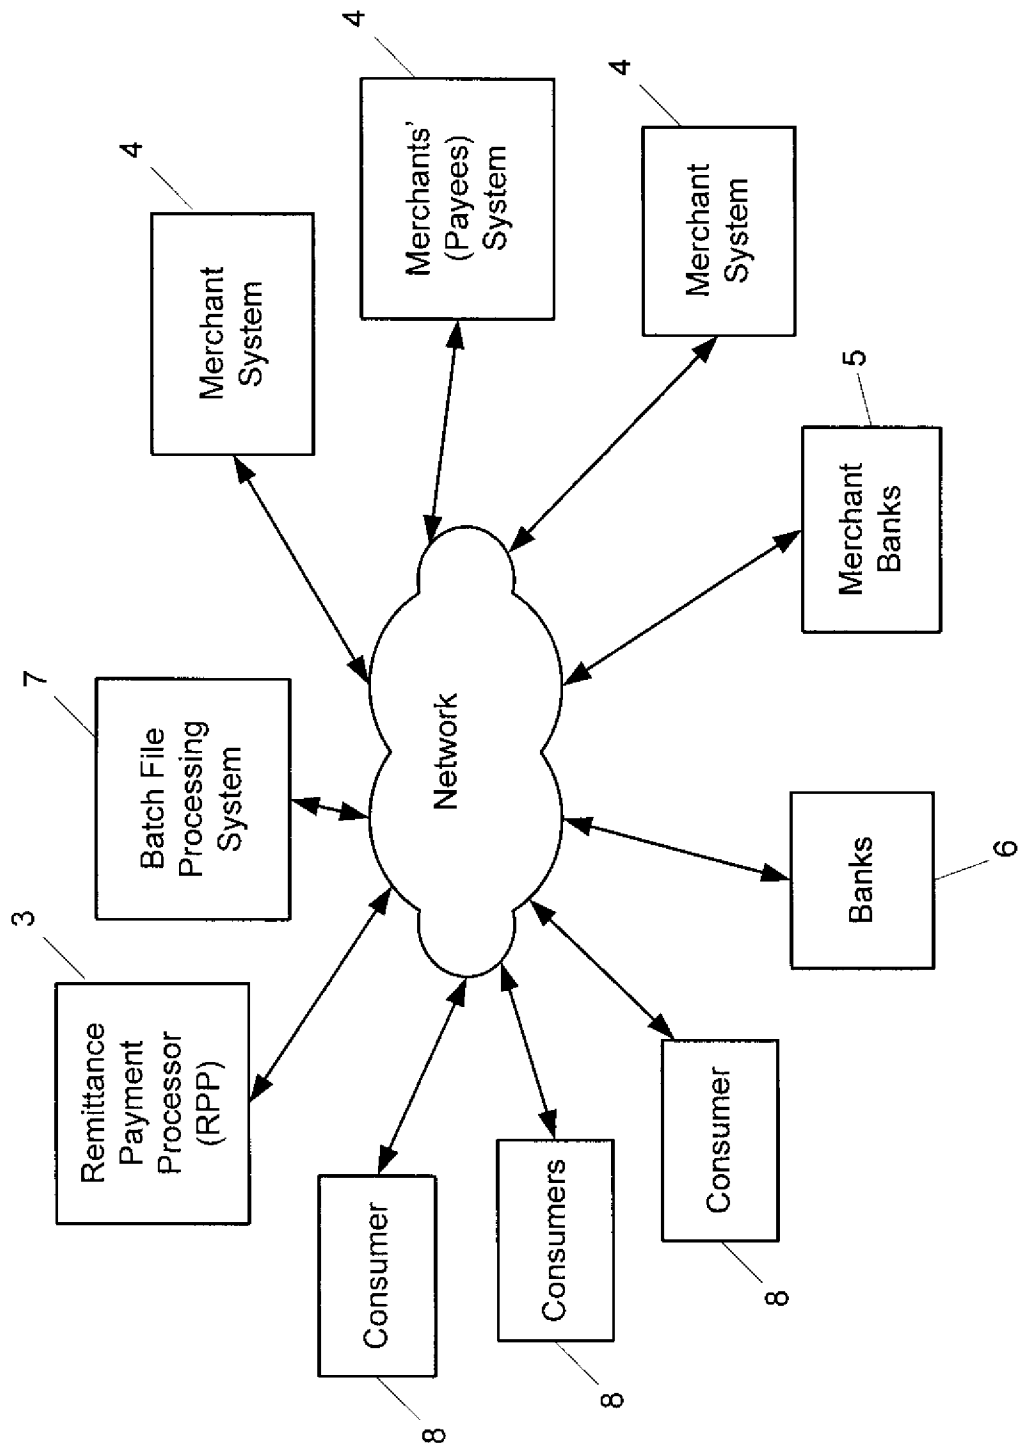 3
Remittance
Payment
Processor
(RPP)
7
Batch File
Processing
System
4
Merchant
System
4
Merchants'
(Payees)
System
4
Merchant
System
Network
Consumer
8
Consumers
8
Consumer
8
Banks
6
Merchant
Banks
5